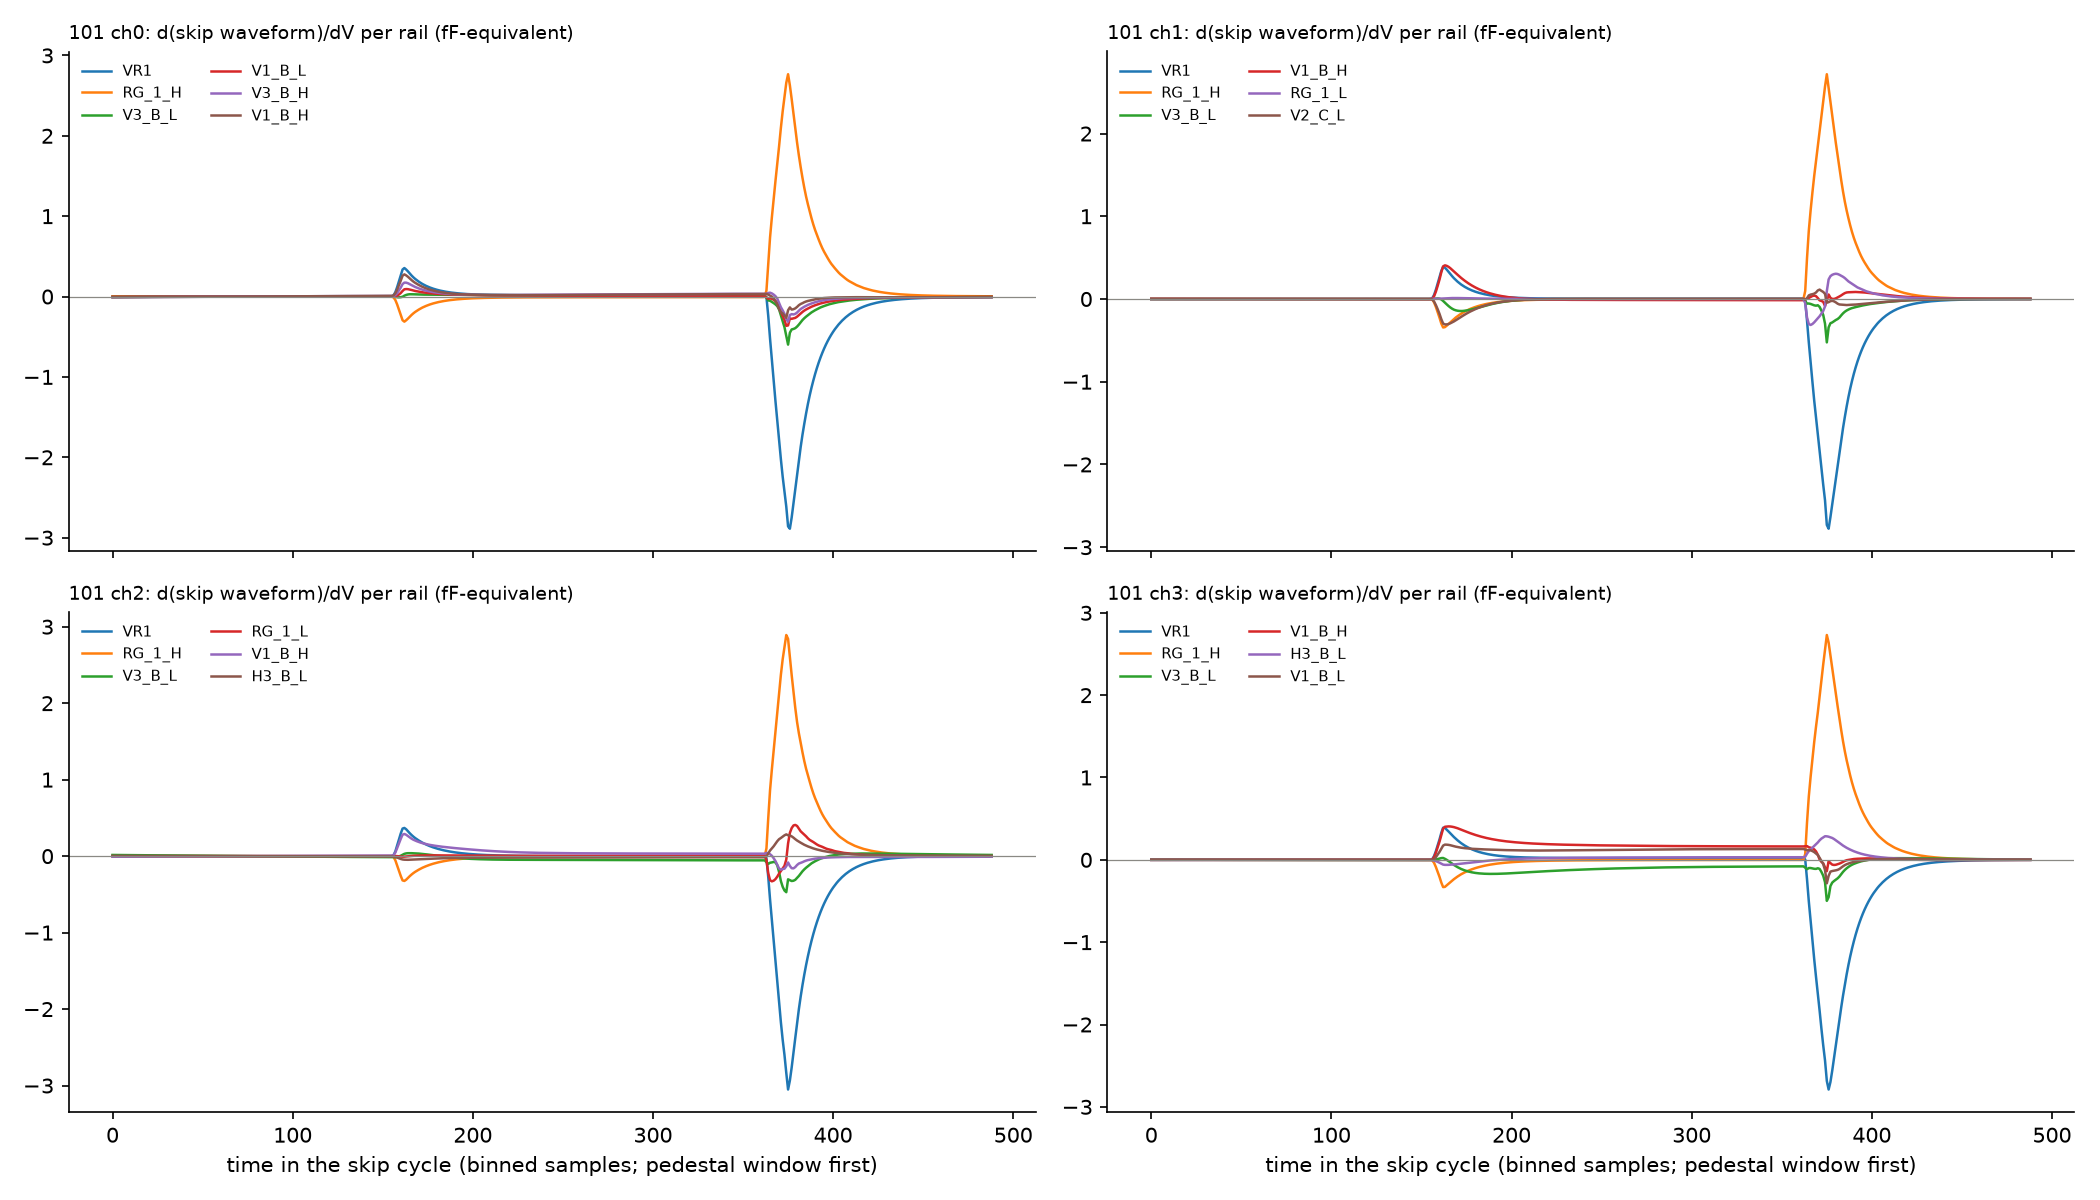 101 ch0: d(skip waveform)/dV per rail (fF-equivalent)
VR1
RG_1_H
V3_B_L
V1_B_L
V3_B_H
V1_B_H
3
2
1
0
−1
−2
−3
101 ch1: d(skip waveform)/dV per rail (fF-equivalent)
VR1
RG_1_H
V3_B_L
V1_B_H
RG_1_L
V2_C_L
2
1
0
−1
−2
−3
101 ch2: d(skip waveform)/dV per rail (fF-equivalent)
VR1
RG_1_H
V3_B_L
RG_1_L
V1_B_H
H3_B_L
3
2
1
0
−1
−2
−3
0 100 200 300 400 500
time in the skip cycle (binned samples; pedestal window first)
101 ch3: d(skip waveform)/dV per rail (fF-equivalent)
VR1
RG_1_H
V3_B_L
V1_B_H
H3_B_L
V1_B_L
3
2
1
0
−1
−2
−3
0 100 200 300 400 500
time in the skip cycle (binned samples; pedestal window first)